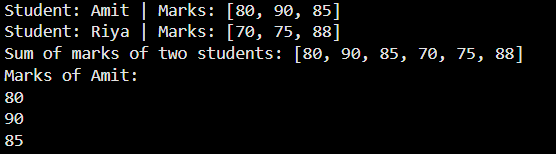 Student: Amit | Marks: [80, 90, 85]
Student: Riya | Marks: [70, 75, 88]
Sum of marks of two students: [80, 90, 85, 70, 75, 88]
Marks of Amit:
80
90
85